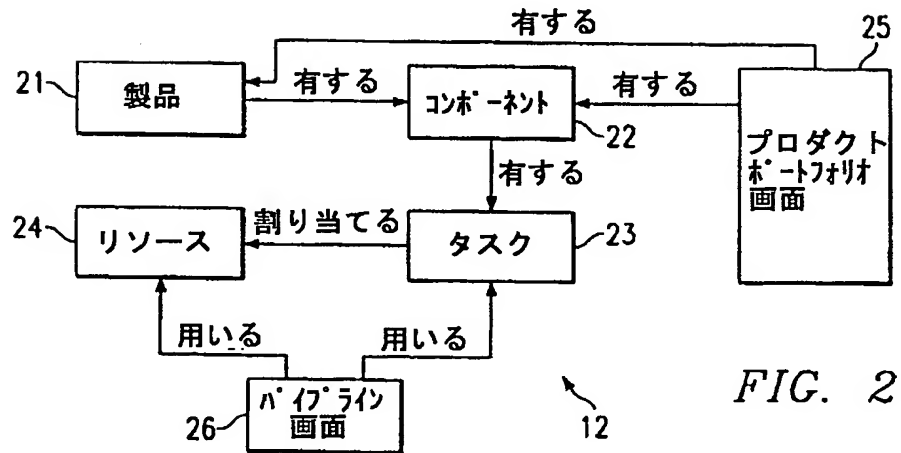 有する
25
21
製品
有する
コンポーネント
有する
22
プロダクト
ポートフォリオ
画面
有する
24
リソース
割り当てる
タスク
23
用いる
用いる
パイプライン
画面
26
12
FIG. 2